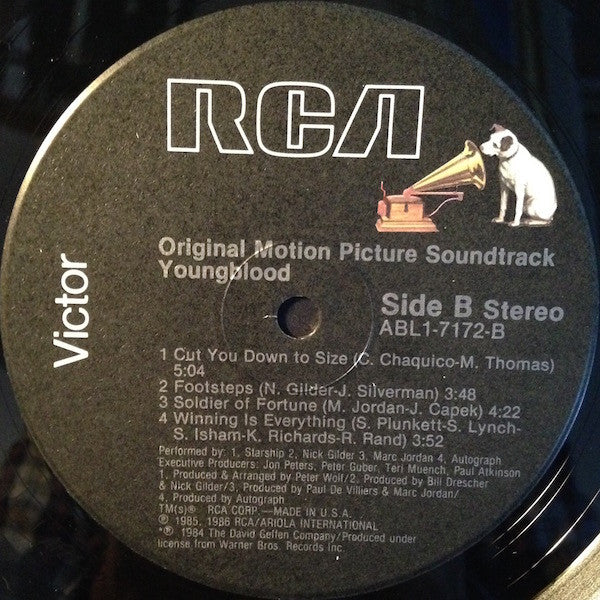 RCA
Victor
Original Motion Picture Soundtrack
Youngblood
Side B Stereo
ABL1-7172-B
1 Cut You Down to Size (C. Chaquico-M. Thomas)
5:04
2 Footsteps (N. Gilder-J. Silverman) 3:48
3 Soldier of Fortune (M. Jordan-J. Capek) 4:22
4 Winning Is Everything (S. Plunkett-S. Lynch-
S. Isham-K. Richards-R. Rand) 3:52
Performed by: 1, Starship 2, Nick Gilder 3, Marc Jordan 4, Autograph
Executive Producers: Jon Peters, Peter Guber, Teri Muench, Paul Atkinson
1, Produced & Arranged by Peter Wolf/2, Produced by Bill Drescher
& Nick Gilder/3, Produced by Paul De Villiers & Marc Jordan/
4, Produced by Autograph
TM(s)® RCA CORP.—MADE IN U.S.A.
℗ 1985, 1986 RCA/ARIOLA INTERNATIONAL
*℗ 1984 The David Geffen Company/Produced under
license from Warner Bros. Records Inc.